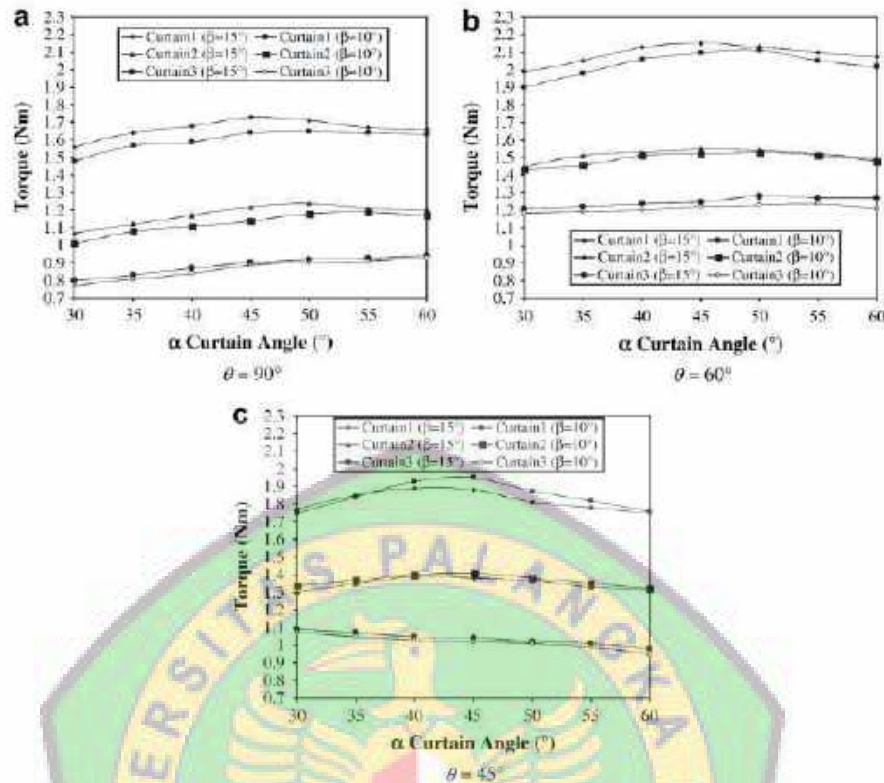 a
Curtain1 (β=15°) Curtain1 (β=10°)
Curtain2 (β=15°) Curtain2 (β=10°)
Curtain3 (β=15°) Curtain3 (β=10°)
Torque (Nm)
2.3
2.2
2.1
2
1.9
1.8
1.7
1.6
1.5
1.4
1.3
1.2
1.1
1
0.9
0.8
0.7
30 35 40 45 50 55 60
α Curtain Angle (°)
θ = 90°
b
Torque (Nm)
2.3
2.2
2.1
2
1.9
1.8
1.7
1.6
1.5
1.4
1.3
1.2
1.1
1
0.9
0.8
0.7
Curtain1 (β=15°) Curtain1 (β=10°)
Curtain2 (β=15°) Curtain2 (β=10°)
Curtain3 (β=15°) Curtain3 (β=10°)
30 35 40 45 50 55 60
α Curtain Angle (°)
θ = 60°
c
Curtain1 (β=15°) Curtain1 (β=10°)
Curtain2 (β=15°) Curtain2 (β=10°)
Curtain3 (β=15°) Curtain3 (β=10°)
Torque (Nm)
2.3
2.2
2.1
2
1.9
1.8
1.7
1.6
1.5
1.4
1.3
1.2
1.1
1
0.9
0.8
0.7
30 35 40 45 50 55 60
α Curtain Angle (°)
θ = 45°
ERSITAS PALANGKA